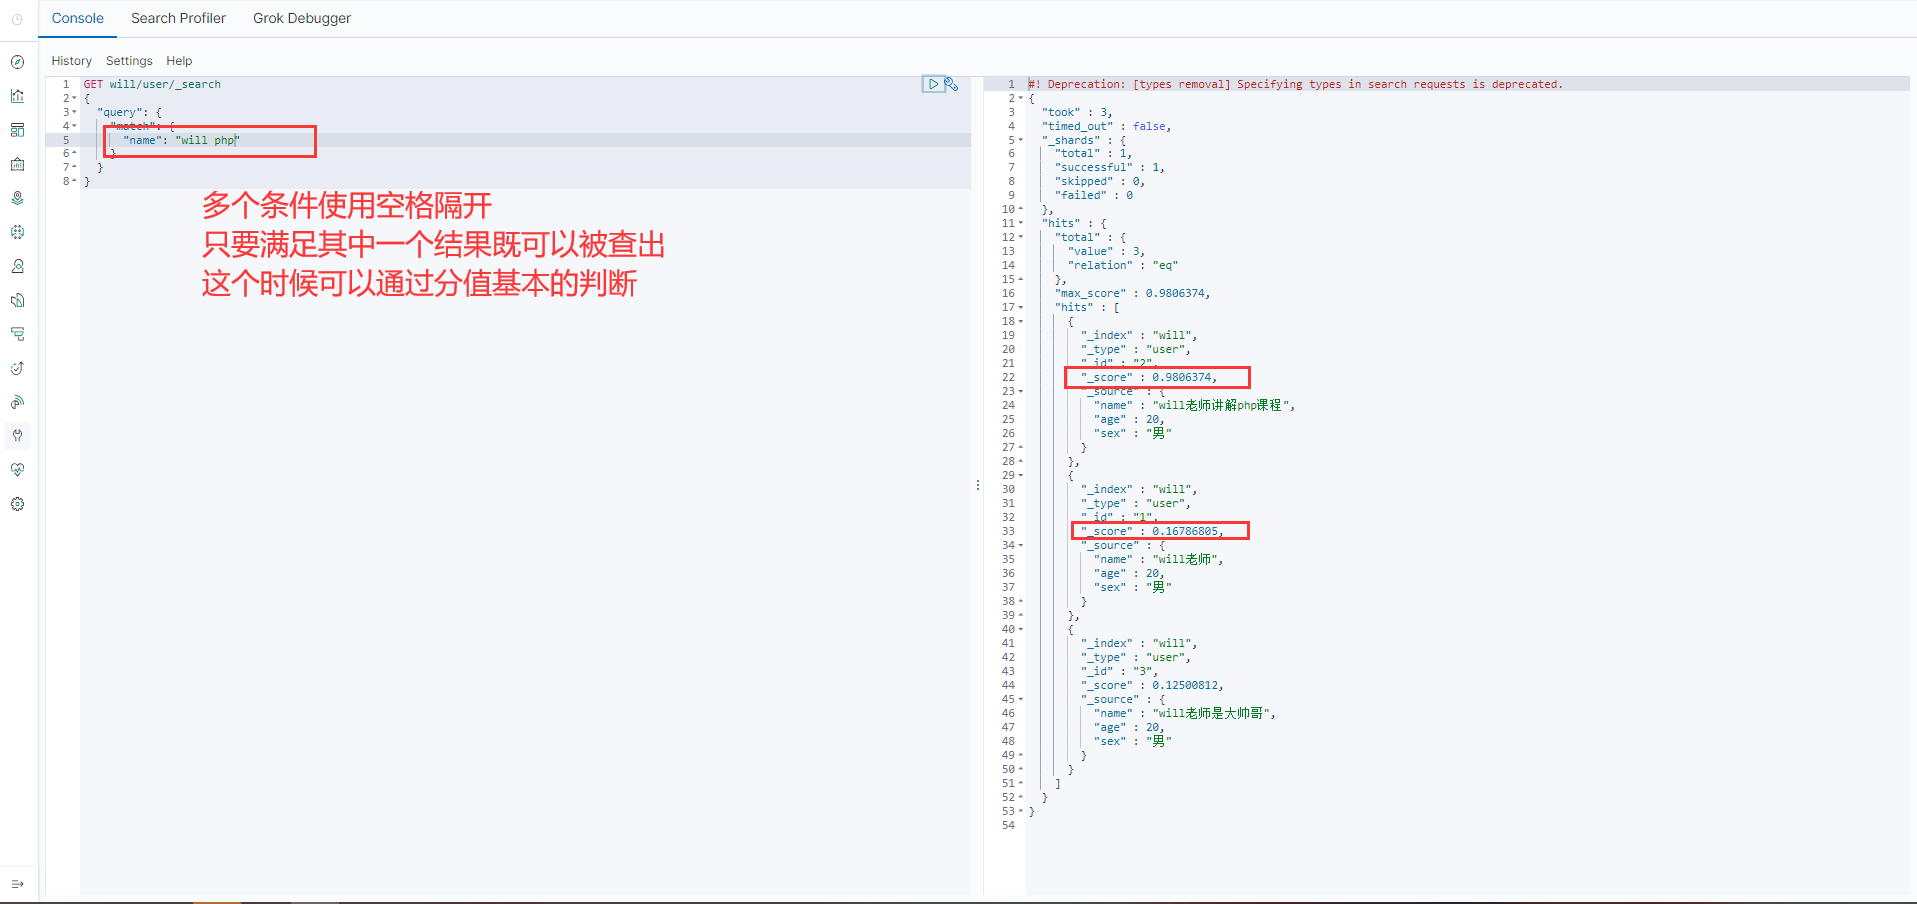 Console Search Profiler Grok Debugger
History Settings Help
1 GET will/user/_search
2 {
3 "query": {
4 "match": {
5 "name": "will php"
6 }
7 }
8 }
多个条件使用空格隔开
只要满足其中一个结果既可以被查出
这个时候可以通过分值基本的判断
1 #! Deprecation: [types removal] Specifying types in search requests is deprecated.
2 {
3 "took" : 3,
4 "timed_out" : false,
5 "_shards" : {
6 "total" : 1,
7 "successful" : 1,
8 "skipped" : 0,
9 "failed" : 0
10 },
11 "hits" : {
12 "total" : {
13 "value" : 3,
14 "relation" : "eq"
15 },
16 "max_score" : 0.9806374,
17 "hits" : [
18 {
19 "_index" : "will",
20 "_type" : "user",
21 "_id" : "2",
22 "_score" : 0.9806374,
23 "_source" : {
24 "name" : "will老师讲解php课程",
25 "age" : 20,
26 "sex" : "男"
27 }
28 },
29 {
30 "_index" : "will",
31 "_type" : "user",
32 "_id" : "1",
33 "_score" : 0.16786805,
34 "_source" : {
35 "name" : "will老师",
36 "age" : 20,
37 "sex" : "男"
38 }
39 },
40 {
41 "_index" : "will",
42 "_type" : "user",
43 "_id" : "3",
44 "_score" : 0.12500812,
45 "_source" : {
46 "name" : "will老师是大帅哥",
47 "age" : 20,
48 "sex" : "男"
49 }
50 }
51 ]
52 }
53 }
54